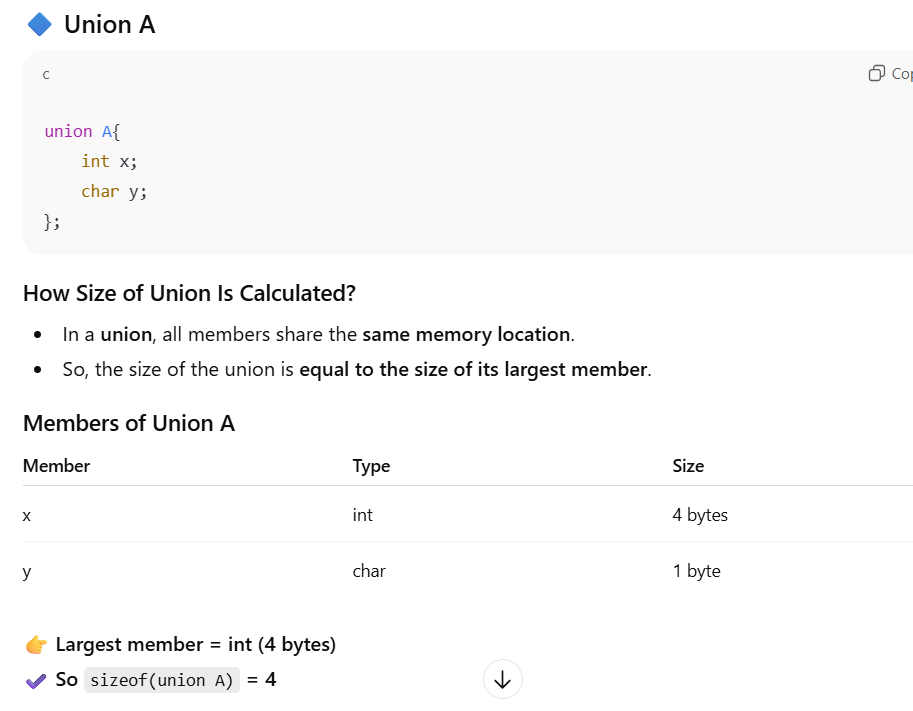 🔷 Union A
c
Cop
union A{
    int x;
    char y;
};
How Size of Union Is Calculated?
• In a union, all members share the same memory location.
• So, the size of the union is equal to the size of its largest member.
Members of Union A
Member Type Size
x int 4 bytes
y char 1 byte
👉 Largest member = int (4 bytes)
✔ So sizeof(union A) = 4